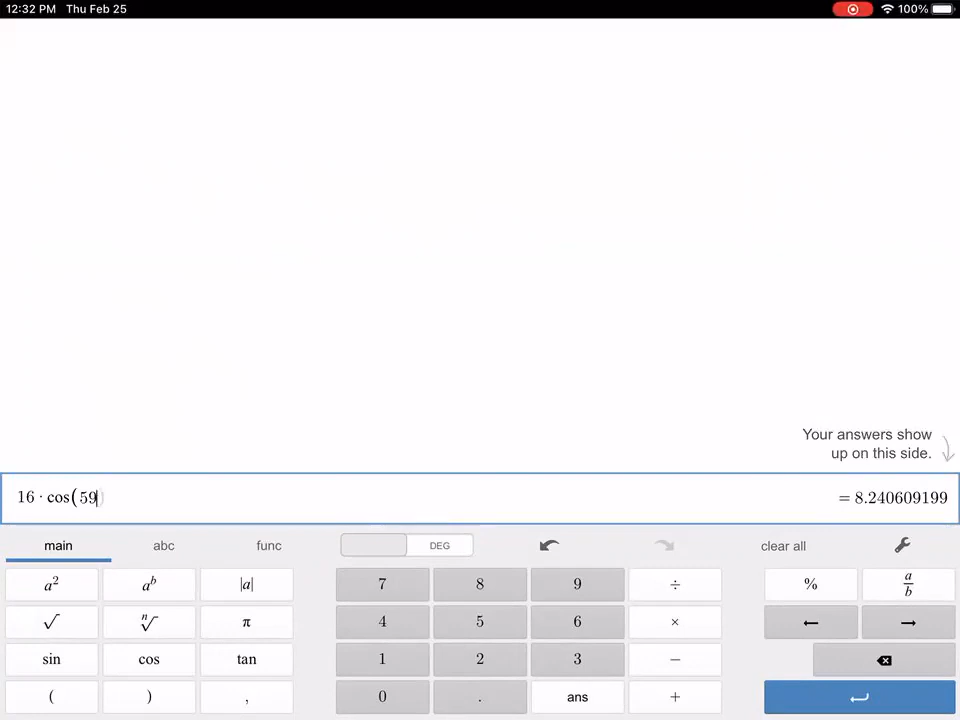 12:32 PM Thu Feb 25 100%
Your answers show
up on this side.
16 · cos(59) = 8.240609199
main abc func DEG clear all
a² aᵇ |a| 7 8 9 ÷ % a/b
√ ⁿ√ π 4 5 6 × ← →
sin cos tan 1 2 3 −
( ) , 0 . ans +